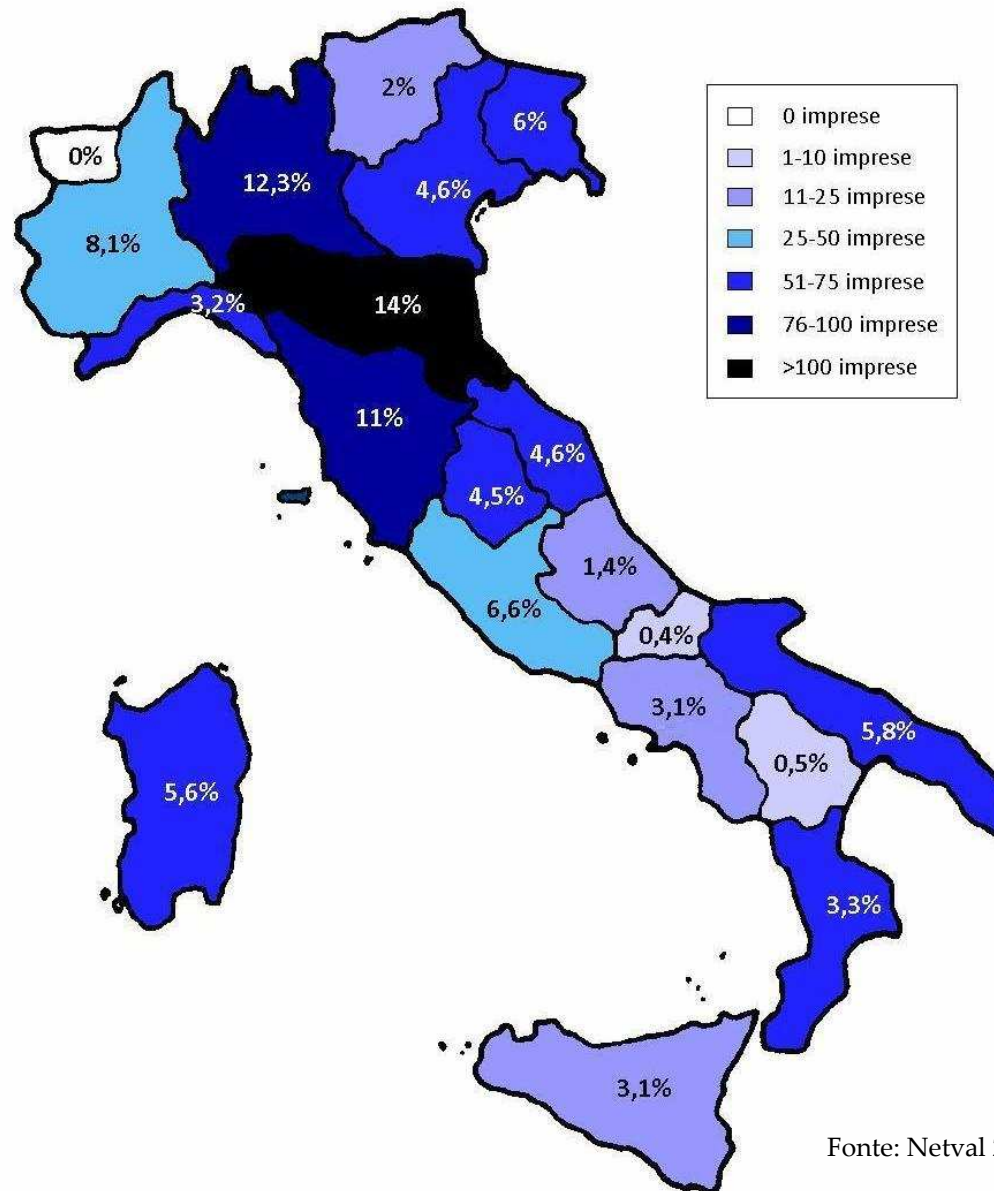 2%
6%
0%
12,3%
4,6%
8,1%
3,2%
14%
11%
4,6%
4,5%
1,4%
6,6%
0,4%
3,1%
5,8%
0,5%
5,6%
3,3%
3,1%
0 imprese
1-10 imprese
11-25 imprese
25-50 imprese
51-75 imprese
76-100 imprese
>100 imprese
Fonte: Netval